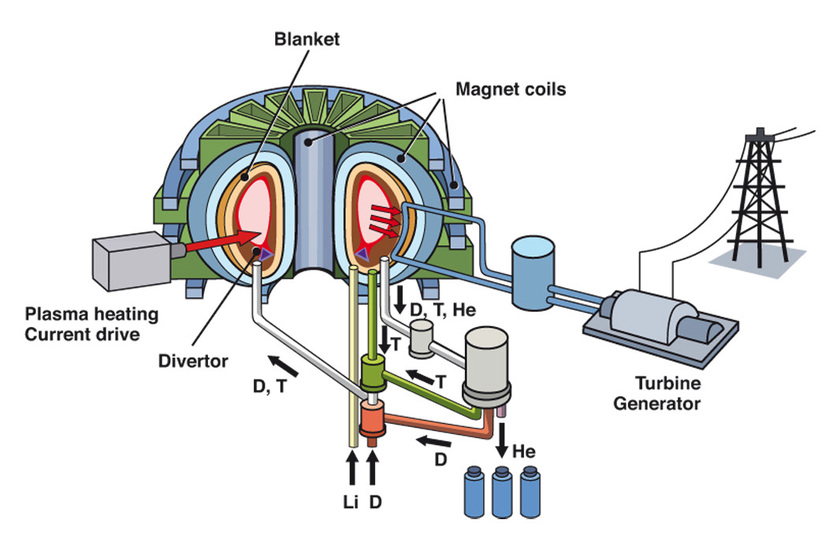 Blanket
Magnet coils
Plasma heating
Current drive
Divertor
D, T, He
T
T
D, T
Turbine
Generator
D
He
Li
D